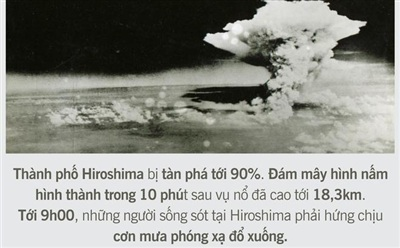 Thành phố Hiroshima bị tàn phá tới 90%. Đám mây hình nấm
hình thành trong 10 phút sau vụ nổ đã cao tới 18,3km.
Tới 9h00, những người sống sót tại Hiroshima phải hứng chịu
cơn mưa phóng xạ đổ xuống.